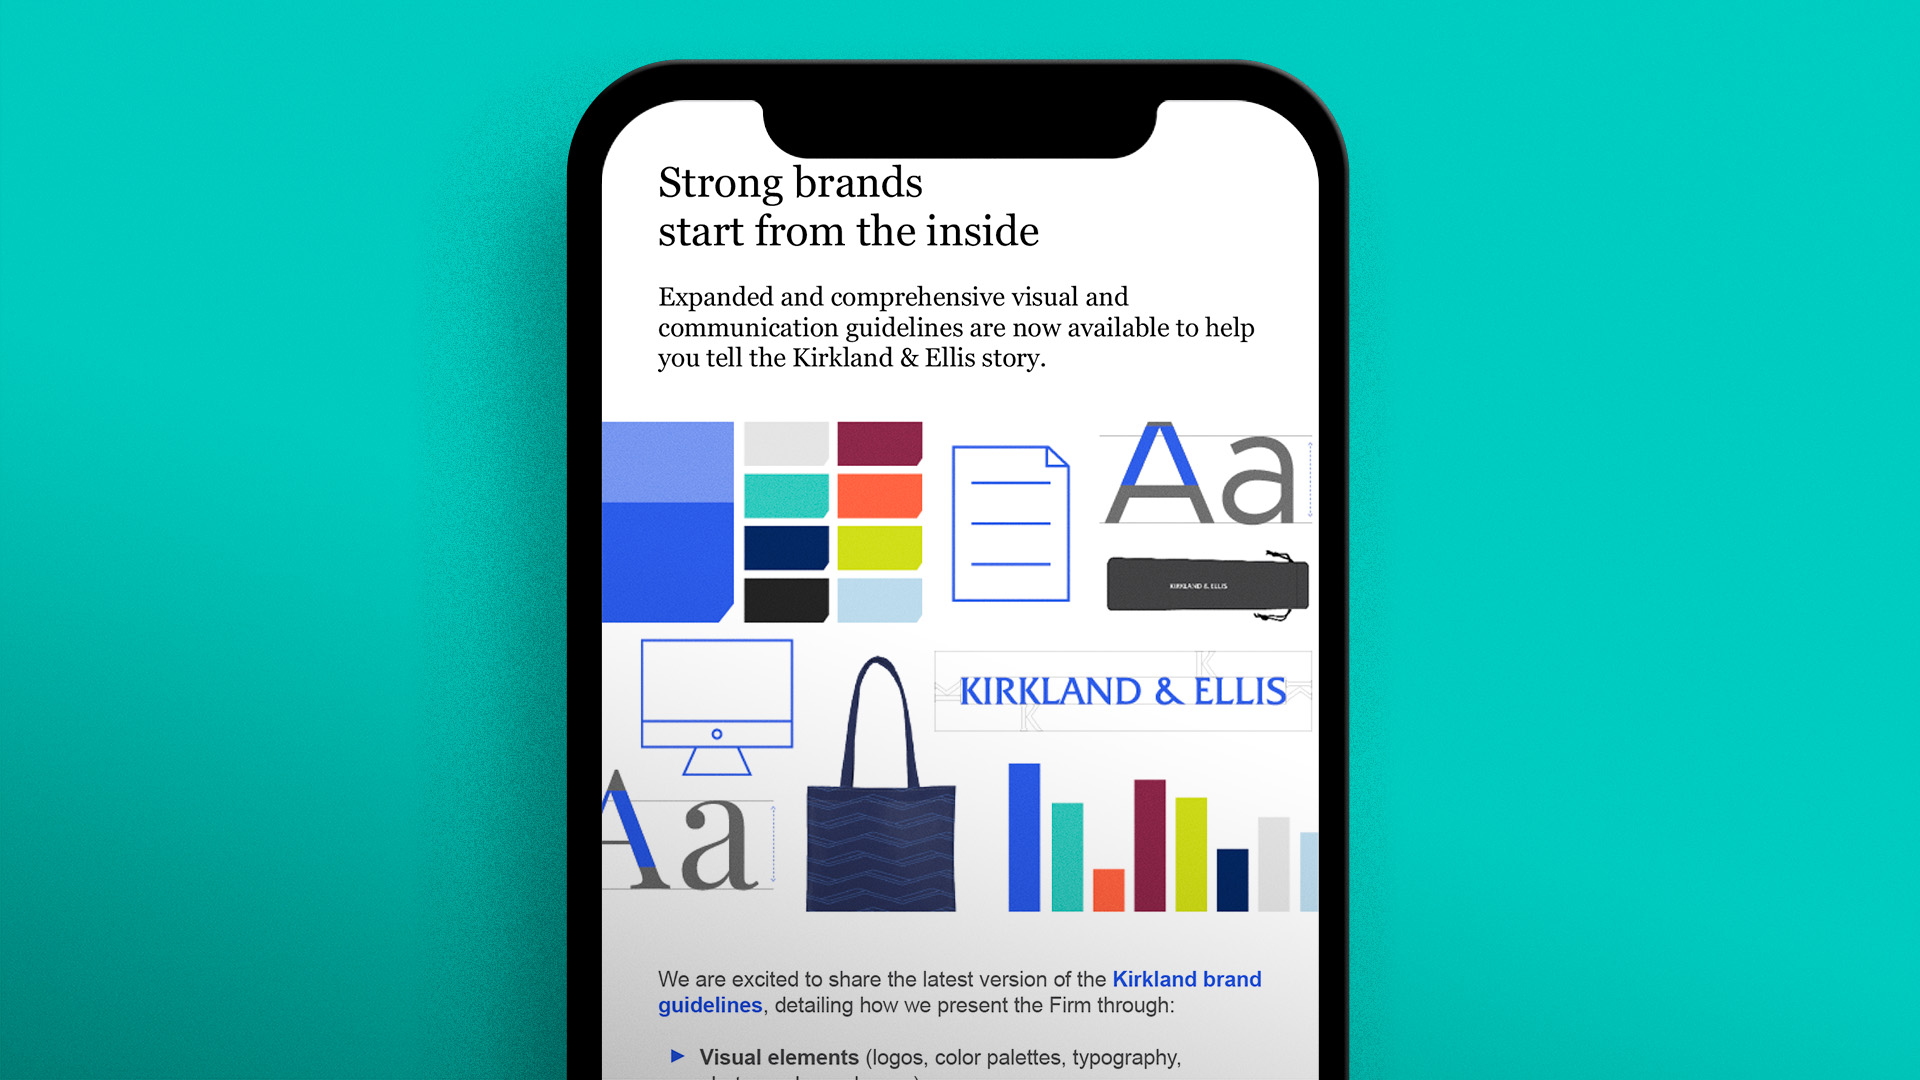 Strong brands
start from the inside
Expanded and comprehensive visual and
communication guidelines are now available to help
you tell the Kirkland & Ellis story.
Aa
KIRKLAND & ELLIS
K
KIRKLAND & ELLIS
K
K
K
Aa
We are excited to share the latest version of the Kirkland brand
guidelines, detailing how we present the Firm through:
Visual elements (logos, color palettes, typography,